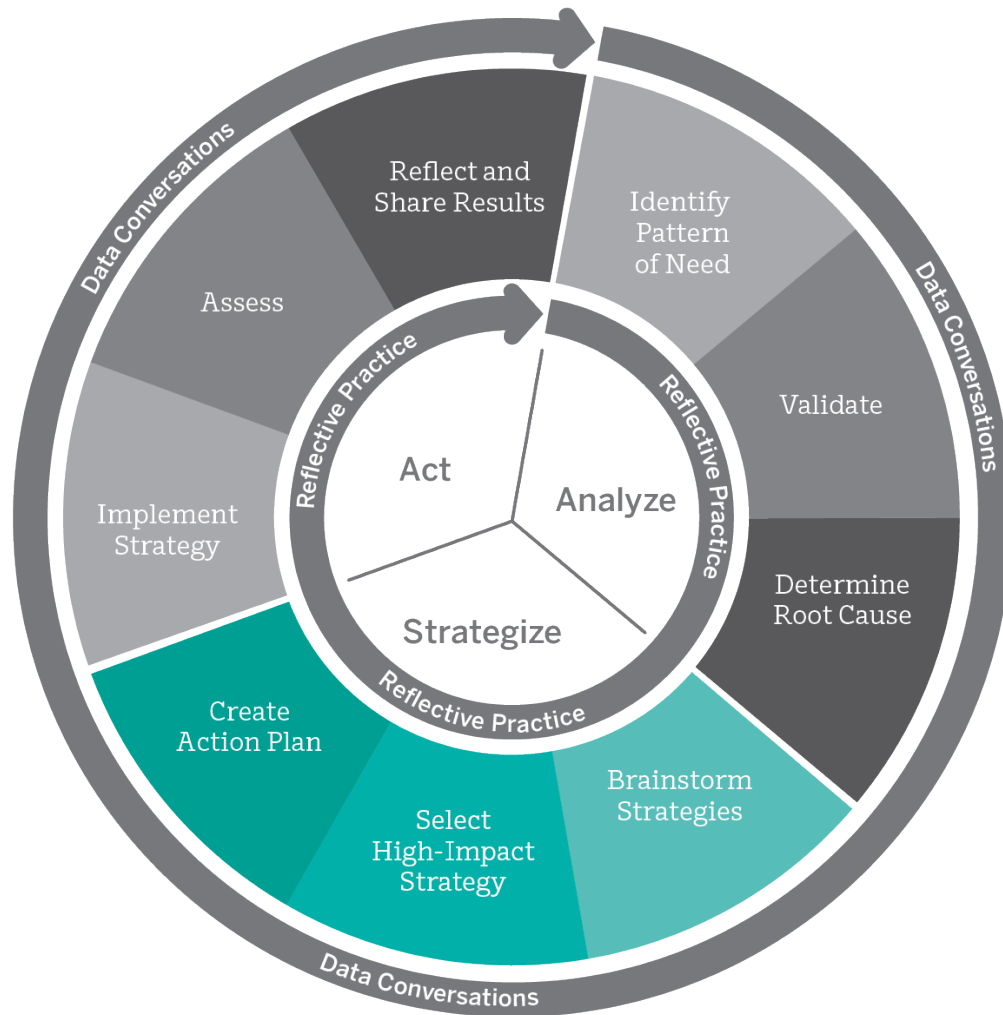 Data Conversations
Data Conversations
Data Conversations
Reflect and
Share Results
Identify
Pattern
of Need
Validate
Determine
Root Cause
Brainstorm
Strategies
Select
High-Impact
Strategy
Create
Action Plan
Implement
Strategy
Assess
Reflective Practice
Reflective Practice
Reflective Practice
Act
Analyze
Strategize